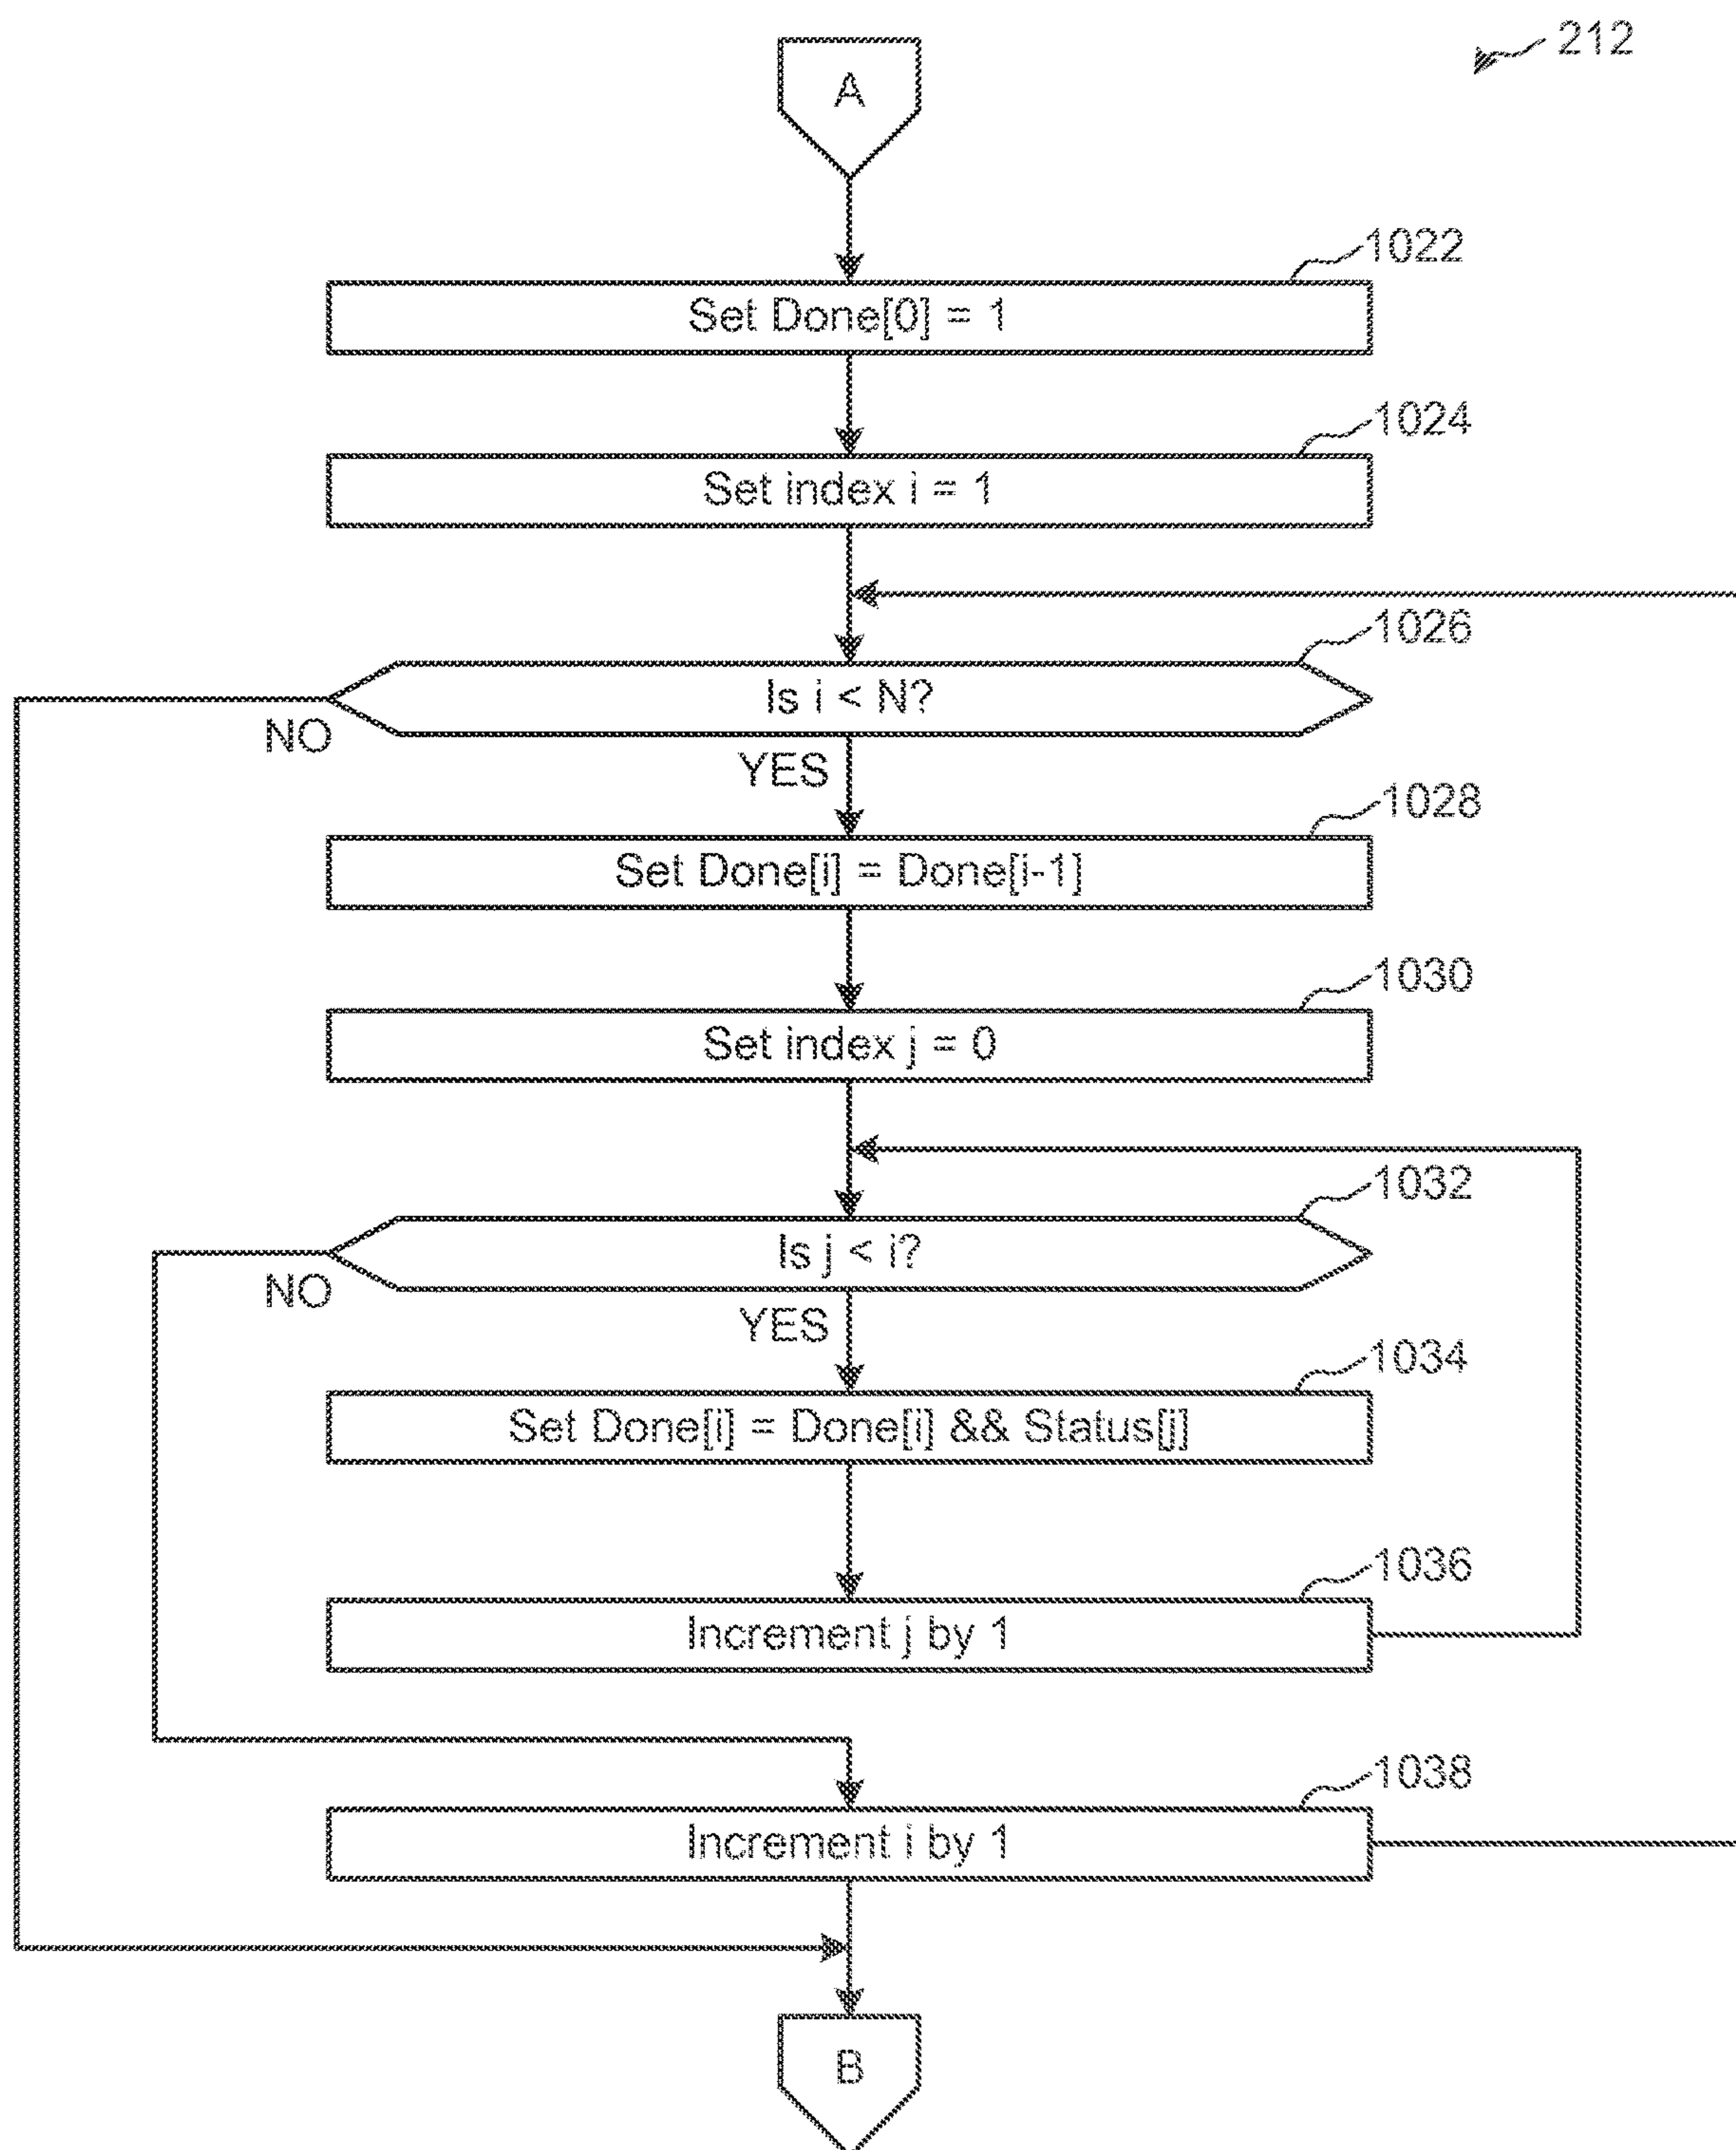 212
A
1022
Set Done[0] = 1
1024
Set index i = 1
1026
Is i < N?
NO
YES
1028
Set Done[i] = Done[i-1]
1030
Set index j = 0
1032
Is j < i?
NO
YES
1034
Set Done[i] = Done[i] && Status[j]
1036
Increment j by 1
1038
Increment i by 1
B